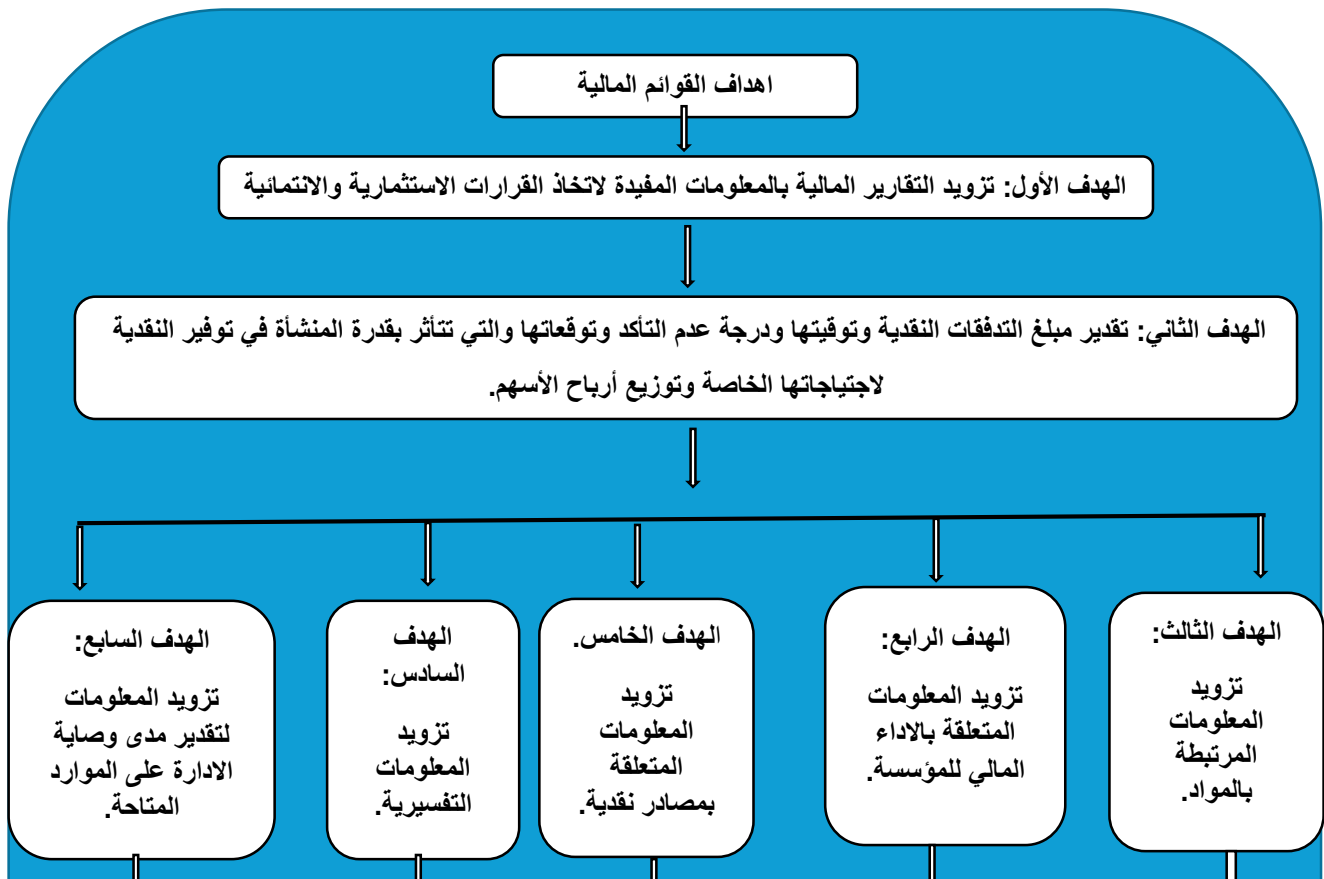 اهداف القوائم المالية
الهدف الأول: تزويد التقارير المالية بالمعلومات المفيدة لاتخاذ القرارات الاستثمارية والانتمائية
الهدف الثاني: تقدير مبلغ التدفقات النقدية وتوقيتها ودرجة عدم التأكد وتوقعاتها والتي تتأثر بقدرة المنشأة في توفير النقدية
لاجتياجاتها الخاصة وتوزيع أرباح الأسهم.
الهدف الثالث:
تزويد
المعلومات
المرتبطة
بالمواد.
الهدف الرابع:
تزويد المعلومات
المتعلقة بالاداء
المالي للمؤسسة.
الهدف الخامس.
تزويد
المعلومات
المتعلقة
بمصادر نقدية.
الهدف
السادس:
تزويد
المعلومات
التفسيرية.
الهدف السابع:
تزويد المعلومات
لتقدير مدى وصاية
الادارة على الموارد
المتاحة.